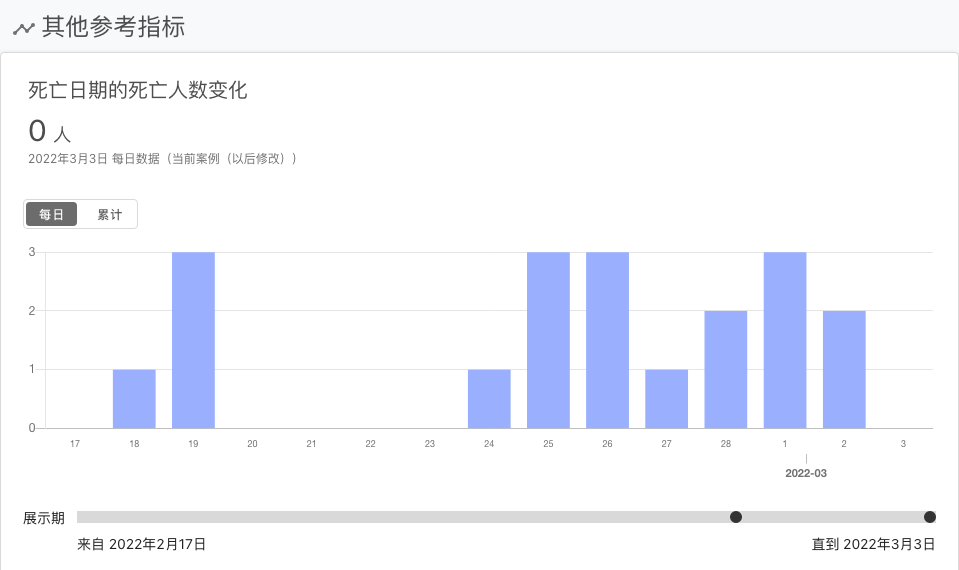 其他参考指标
死亡日期的死亡人数变化
0 人
2022年3月3日 每日数据（当前案例（以后修改））
每日 累计
3
2
1
0
17 18 19 20 21 22 23 24 25 26 27 28 1 2 3
2022-03
展示期
来自 2022年2月17日 直到 2022年3月3日